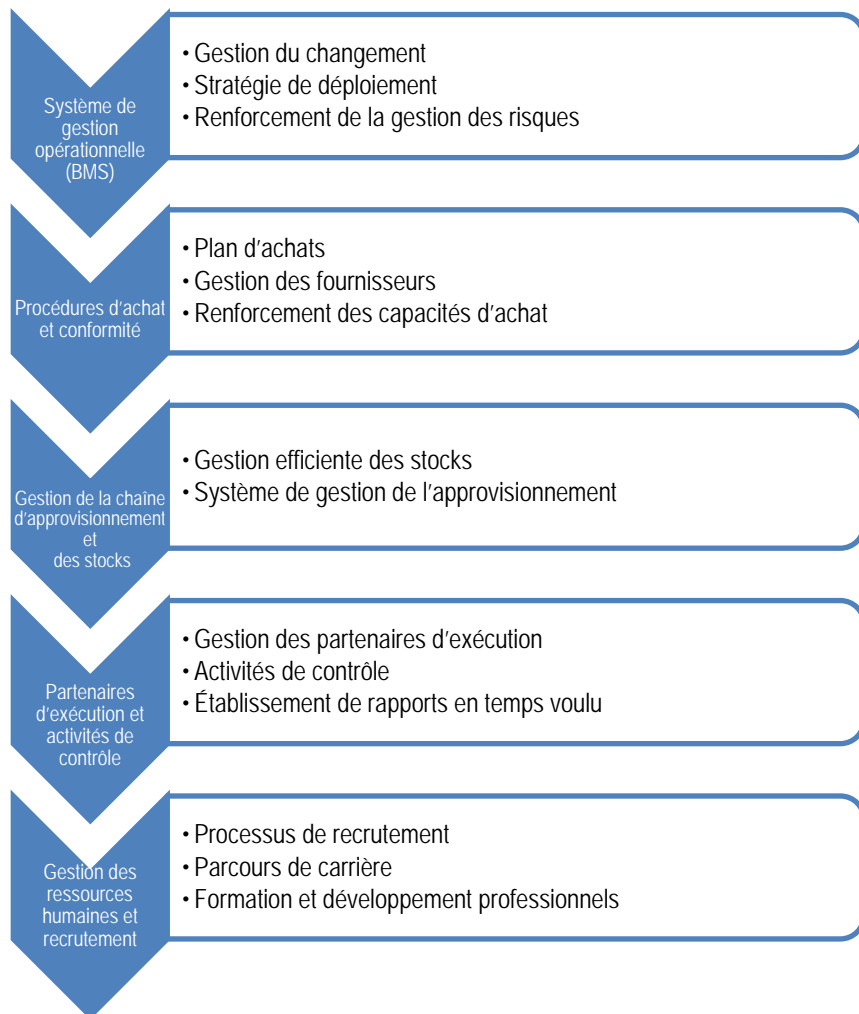 Système de
gestion
opérationnelle
(BMS)
• Gestion du changement
• Stratégie de déploiement
• Renforcement de la gestion des risques
Procédures d'achat
et conformité
• Plan d'achats
• Gestion des fournisseurs
• Renforcement des capacités d'achat
Gestion de la chaîne
d'approvisionnement
et
des stocks
• Gestion efficiente des stocks
• Système de gestion de l'approvisionnement
Partenaires
d'exécution et
activités de
contrôle
• Gestion des partenaires d'exécution
• Activités de contrôle
• Établissement de rapports en temps voulu
Gestion des
ressources
humaines et
recrutement
• Processus de recrutement
• Parcours de carrière
• Formation et développement professionnels